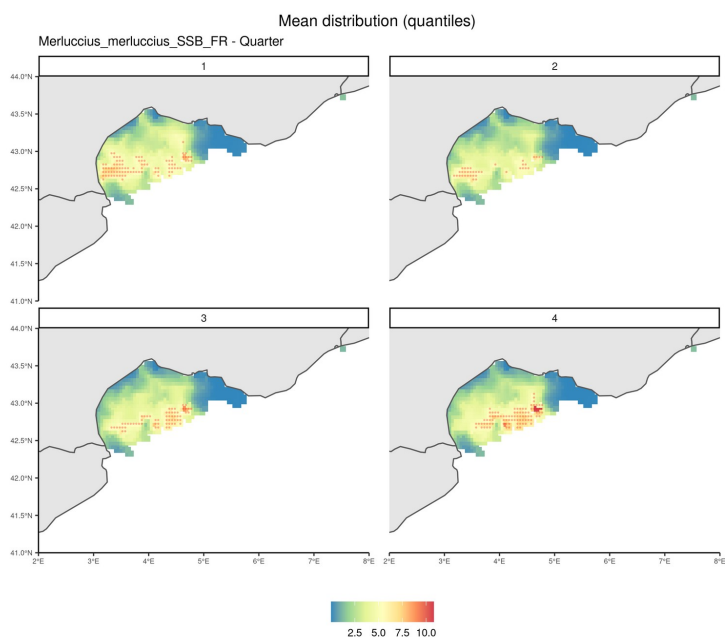 Mean distribution (quantiles)
Merluccius_merluccius_SSB_FR - Quarter
1
2
44.0°N
43.5°N
43.0°N
42.5°N
42.0°N
41.5°N
41.0°N
3
4
44.0°N
43.5°N
43.0°N
42.5°N
42.0°N
41.5°N
41.0°N
2°E 3°E 4°E 5°E 6°E 7°E 8°E
2°E 3°E 4°E 5°E 6°E 7°E 8°E
2.5 5.0 7.5 10.0